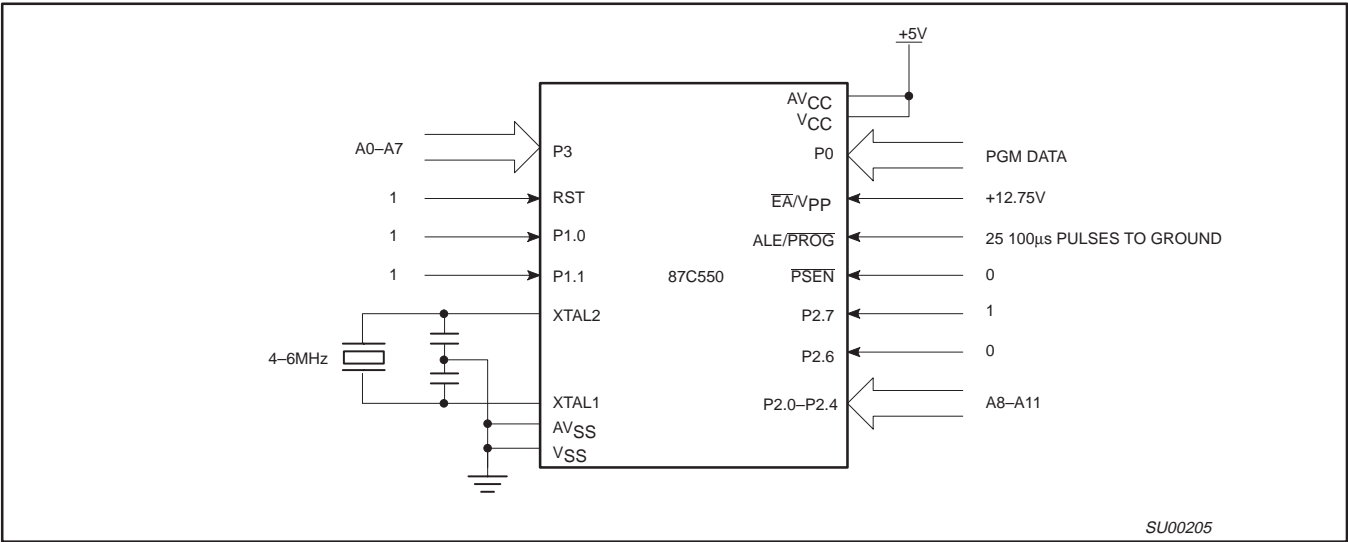 +5V
AVCC
VCC
A0–A7
P3
P0
PGM DATA
1
RST
EA/VPP
+12.75V
1
P1.0
ALE/PROG
25 100μs PULSES TO GROUND
1
P1.1
87C550
PSEN
0
XTAL2
P2.7
1
4–6MHz
P2.6
0
XTAL1
P2.0–P2.4
A8–A11
AVSS
VSS
SU00205